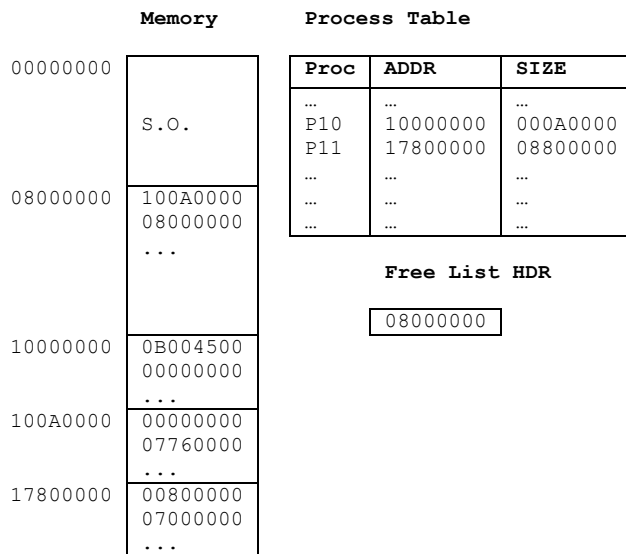 Memory Process Table
00000000 Proc ADDR SIZE
… … …
S.O. P10 10000000 000A0000
P11 17800000 08800000
… … …
08000000 100A0000 … … …
08000000 … … …
...
Free List HDR
08000000
10000000 0B004500
00000000
...
100A0000 00000000
07760000
...
17800000 00800000
07000000
...